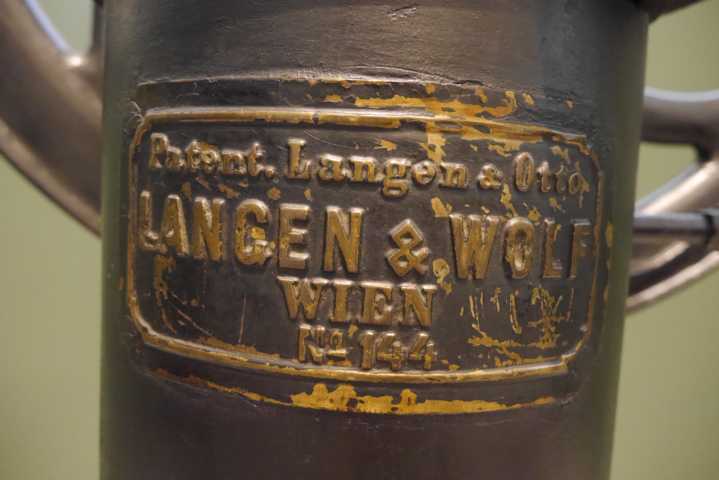 Patent. Langen & Otto
LANGEN & WOLF
WIEN
No 144